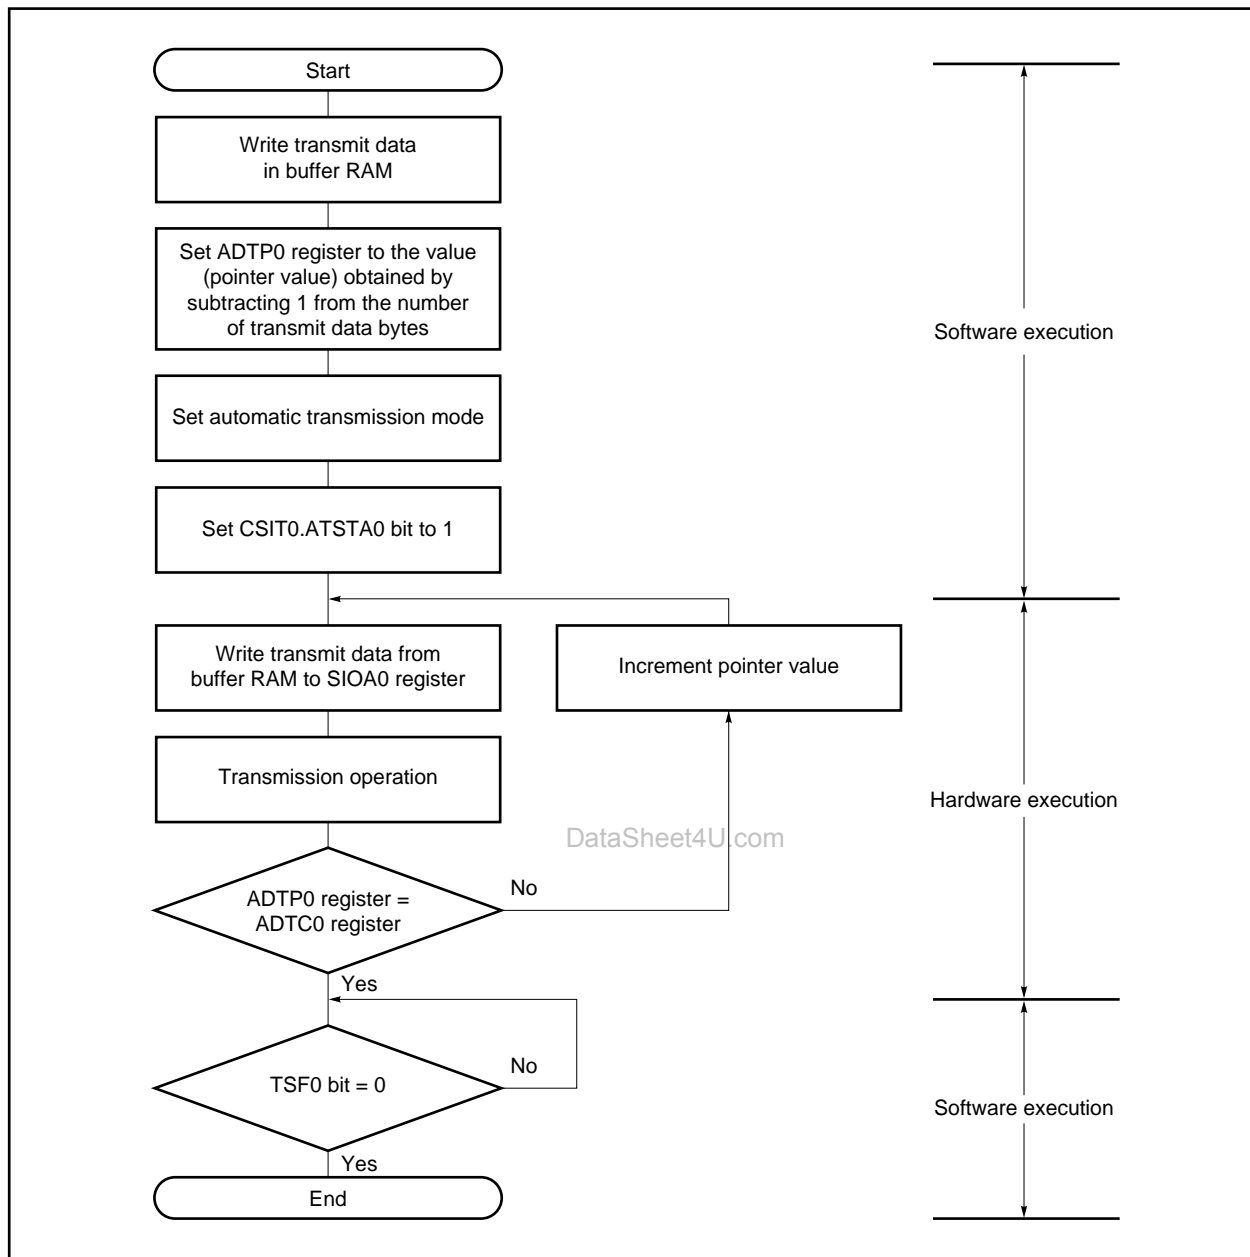 Start
Write transmit data
in buffer RAM
Set ADTP0 register to the value
(pointer value) obtained by
subtracting 1 from the number
of transmit data bytes
Software execution
Set automatic transmission mode
Set CSIT0.ATSTA0 bit to 1
Write transmit data from
buffer RAM to SIOA0 register
Increment pointer value
Transmission operation
Hardware execution
DataSheet4U.com
ADTP0 register =
ADTC0 register
No
Yes
TSF0 bit = 0
No
Software execution
Yes
End